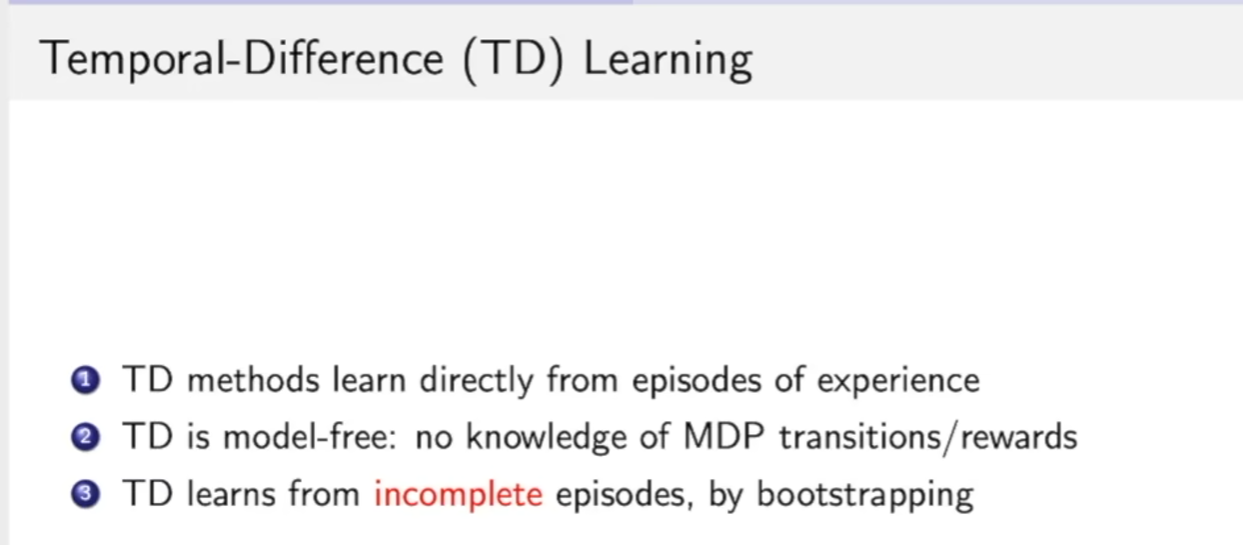 Temporal-Difference (TD) Learning
1 TD methods learn directly from episodes of experience
2 TD is model-free: no knowledge of MDP transitions/rewards
3 TD learns from incomplete episodes, by bootstrapping